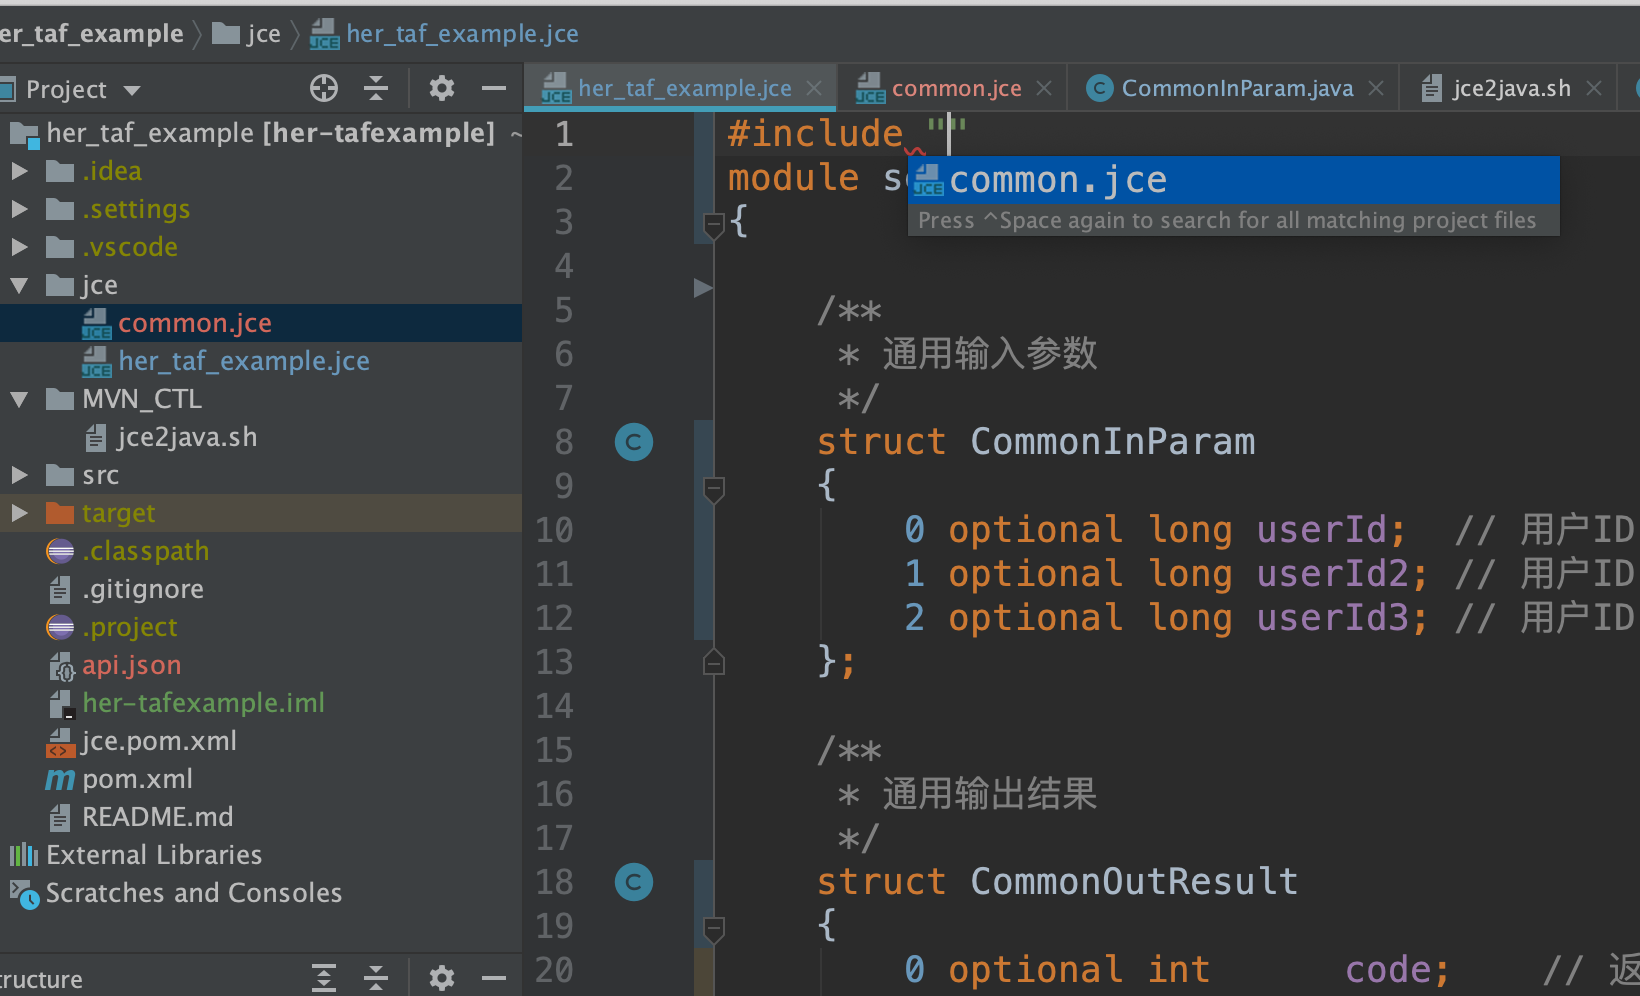 er_taf_example jce her_taf_example.jce
Project
her_taf_example.jce common.jce CommonInParam.java jce2java.sh
her_taf_example [her-tafexample] ~
.idea
.settings
.vscode
jce
common.jce
her_taf_example.jce
MVN_CTL
jce2java.sh
src
target
.classpath
.gitignore
.project
api.json
her-tafexample.iml
jce.pom.xml
pom.xml
README.md
External Libraries
Scratches and Consoles
ructure
1 #include ""
common.jce
Press ^Space again to search for all matching project files
2 module s
3 {
4
5 /**
6 * 通用输入参数
7 */
8 struct CommonInParam
9 {
10 0 optional long userId; // 用户ID
11 1 optional long userId2; // 用户ID
12 2 optional long userId3; // 用户ID
13 };
14
15 /**
16 * 通用输出结果
17 */
18 struct CommonOutResult
19 {
20 0 optional int code; // 返